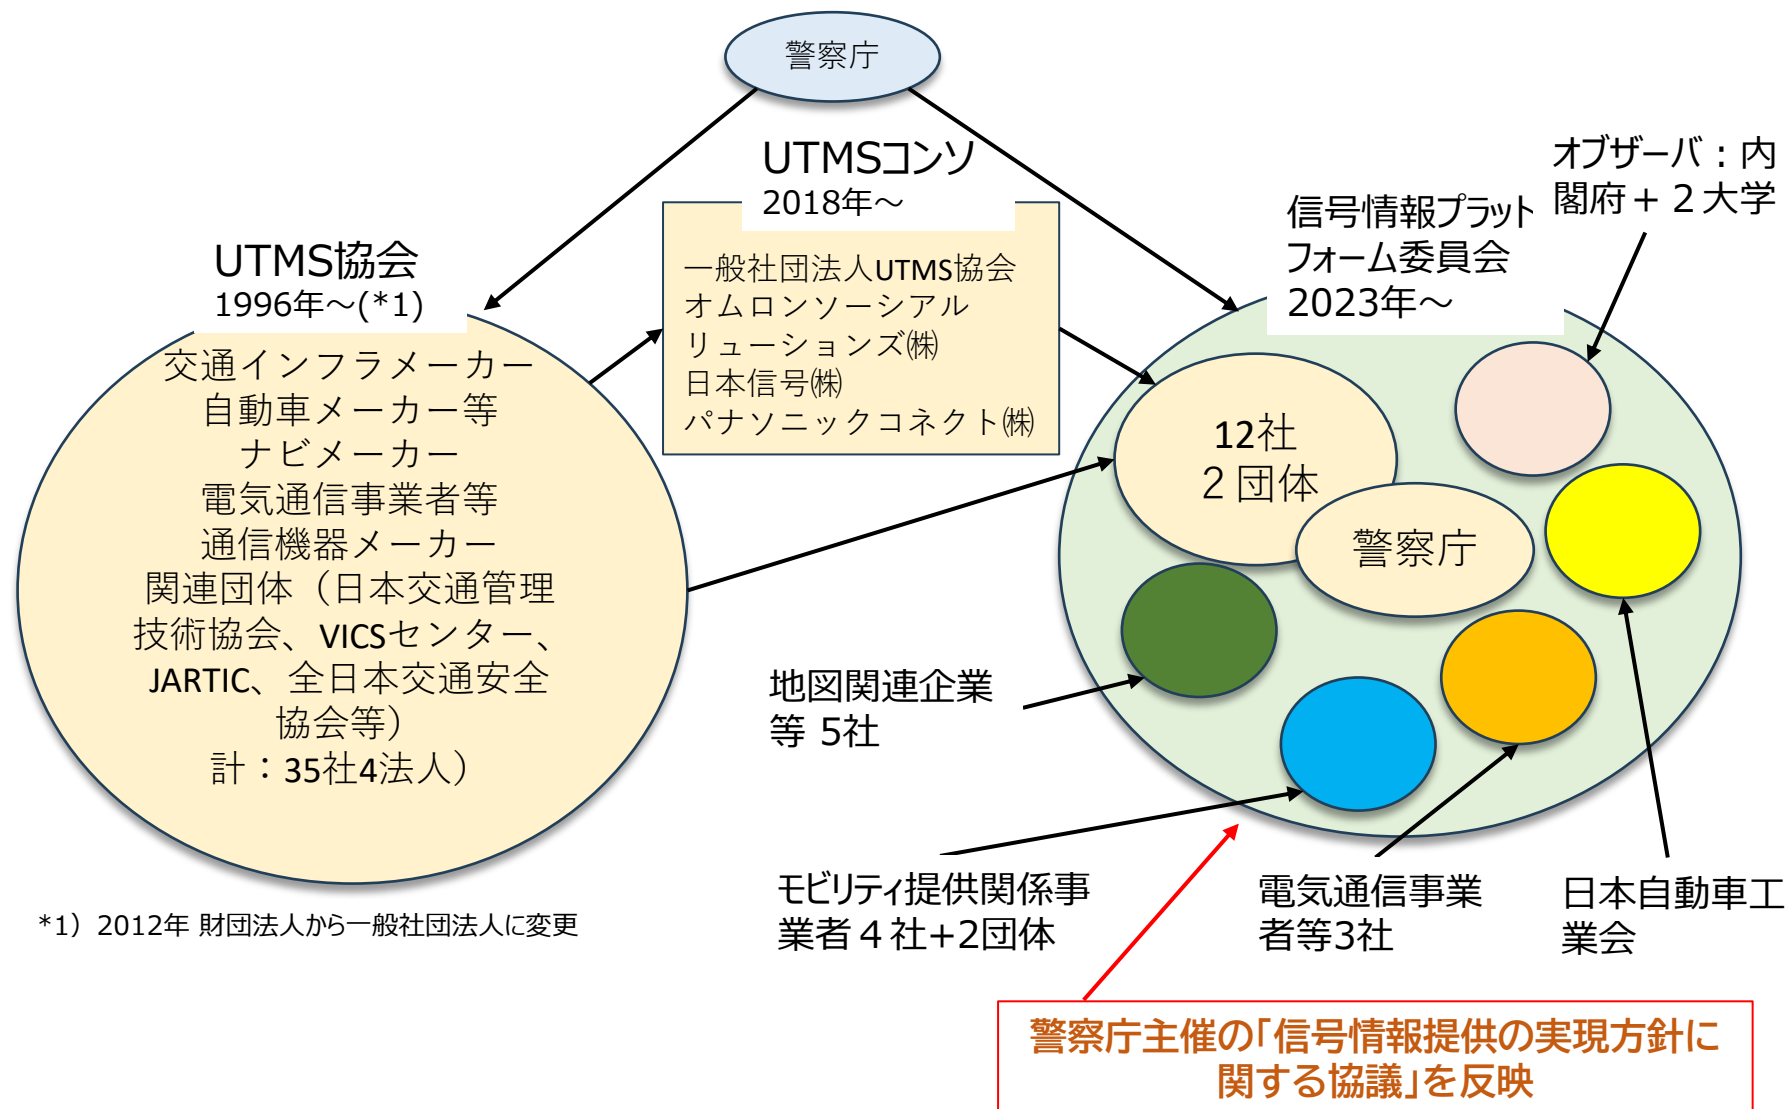 警察庁
UTMSコンソ
2018年～
一般社団法人UTMS協会
オムロンソーシアル
リューションズ㈱
日本信号㈱
パナソニックコネクト㈱
UTMS協会
1996年～(*1)
交通インフラメーカー
自動車メーカー等
ナビメーカー
電気通信事業者等
通信機器メーカー
関連団体（日本交通管理
技術協会、VICSセンター、
JARTIC、全日本交通安全
協会等）
計：35社4法人）
*1）2012年 財団法人から一般社団法人に変更
信号情報プラット
フォーム委員会
2023年～
オブザーバ：内
閣府＋２大学
12社
２団体
警察庁
地図関連企業
等 5社
モビリティ提供関係事
業者４社+2団体
電気通信事業
者等3社
日本自動車工
業会
警察庁主催の「信号情報提供の実現方針に
関する協議」を反映